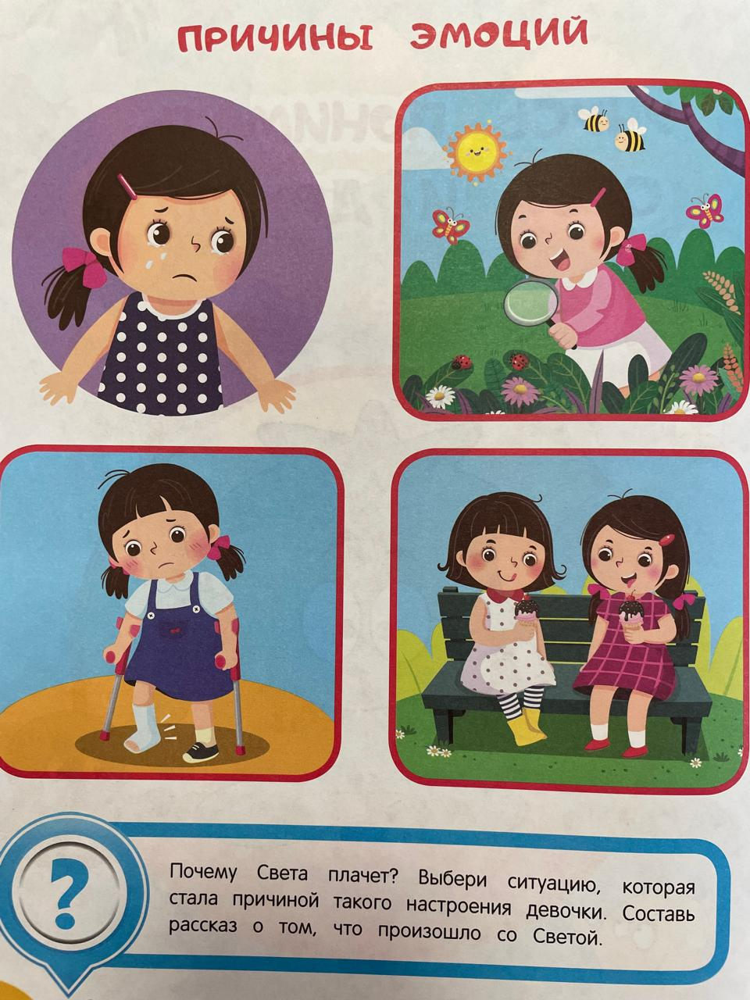 ПРИЧИНЫ ЭМОЦИЙ
?
Почему Света плачет? Выбери ситуацию, которая
стала причиной такого настроения девочки. Составь
рассказ о том, что произошло со Светой.